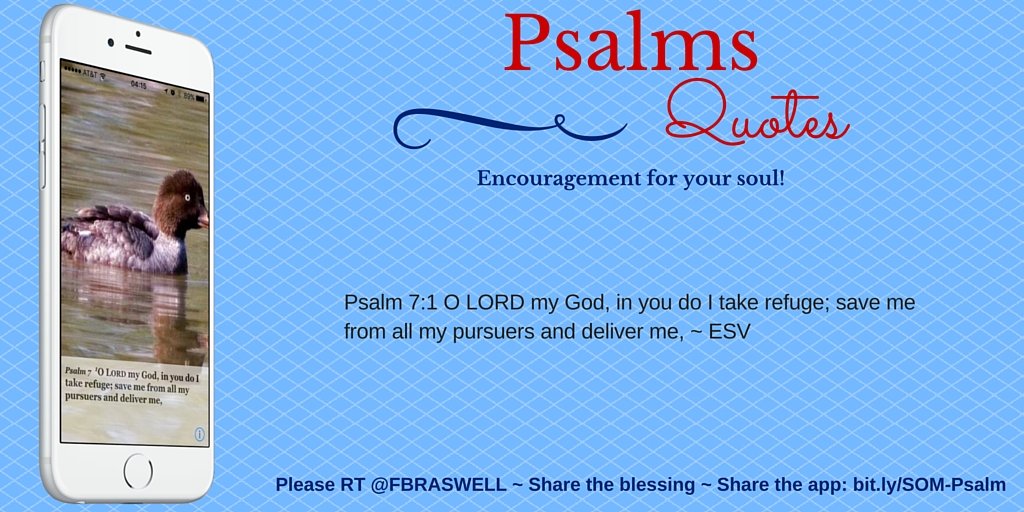 Psalms
Quotes
Encouragement for your soul!
Psalm 7:1 O LORD my God, in you do I take refuge; save me
from all my pursuers and deliver me, ~ ESV
Please RT @FBRASWELL ~ Share the blessing ~ Share the app: bit.ly/SOM-Psalm
AT&T
04:15
89%
Psalm 7 ¹O LORD my God, in you do I
take refuge; save me from all my
pursuers and deliver me,
i